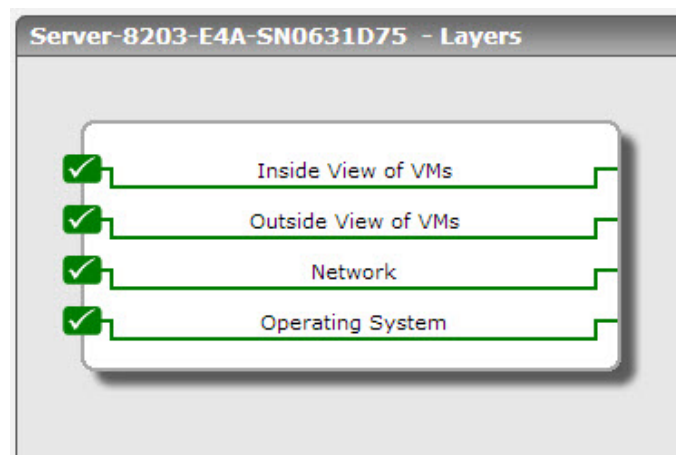 Server-8203-E4A-SN0631D75 - Layers
Inside View of VMs
Outside View of VMs
Network
Operating System